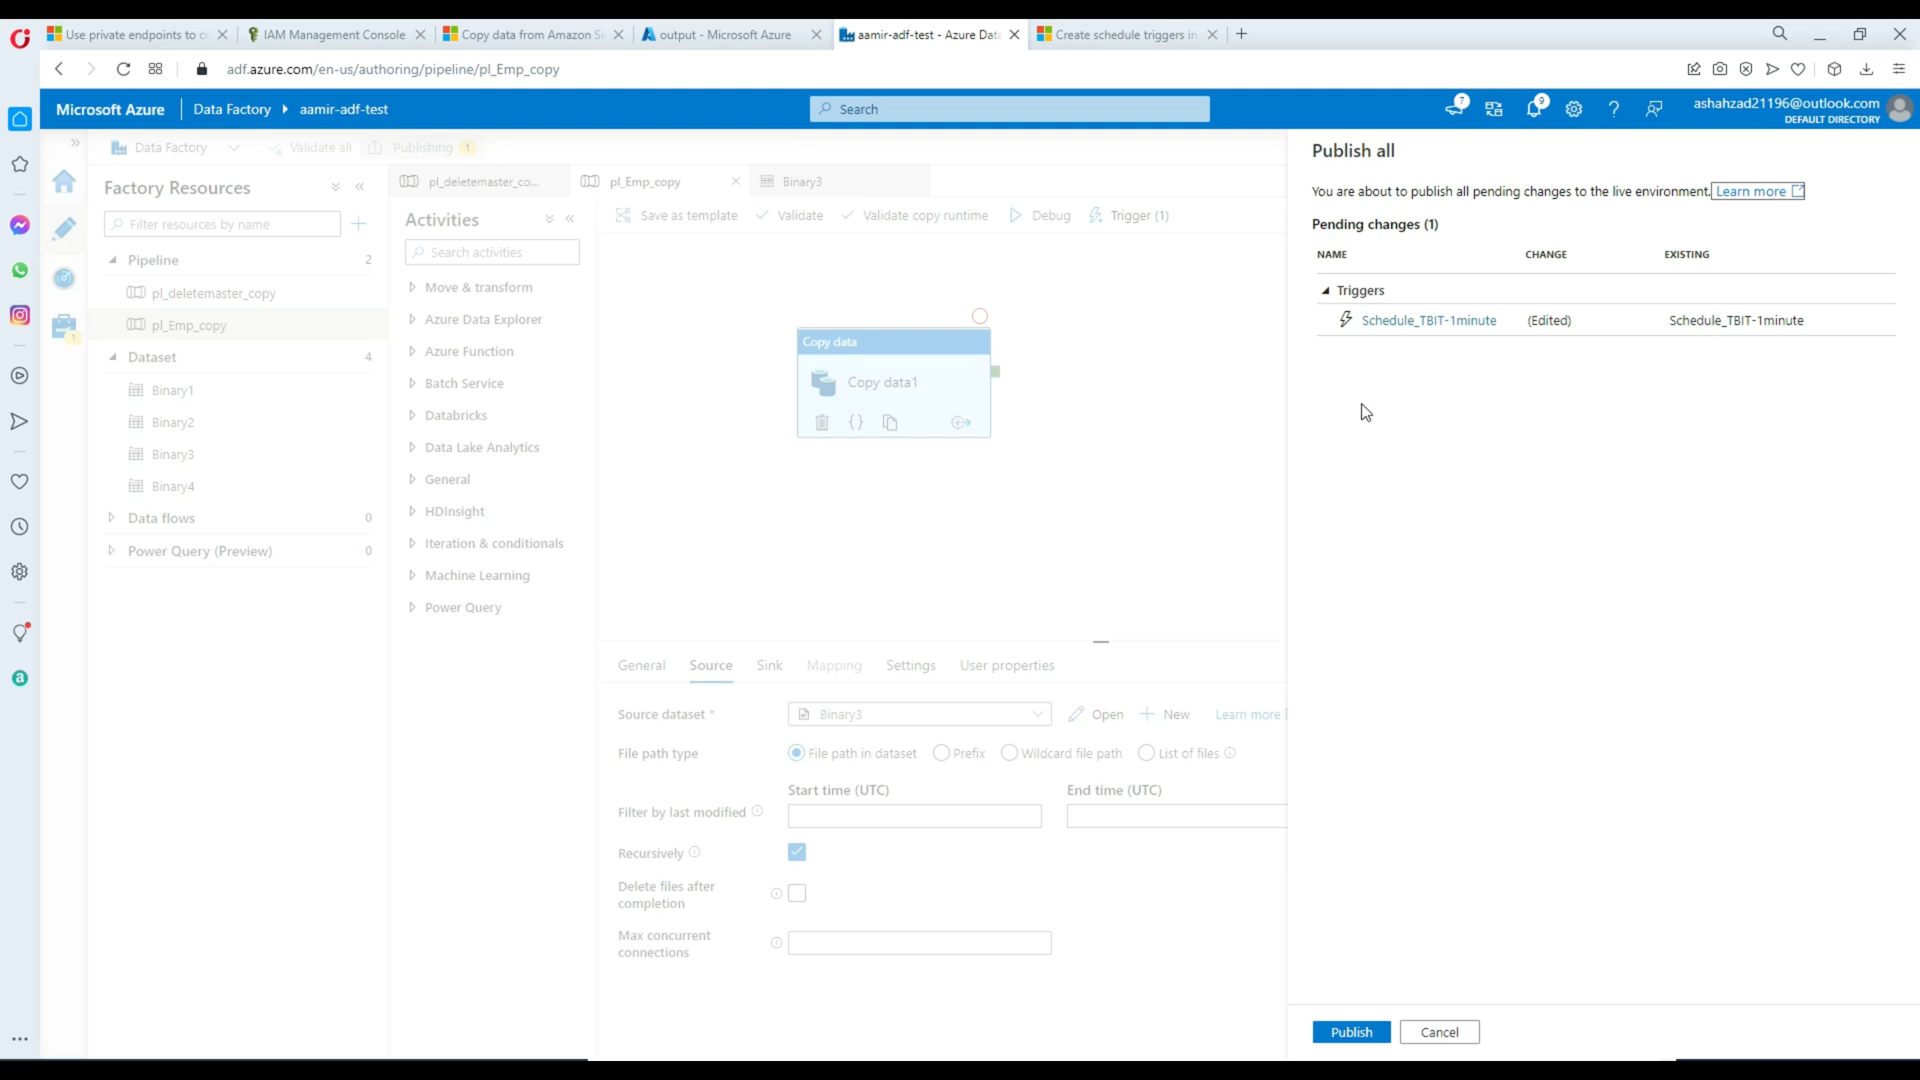 Use private endpoints to c
IAM Management Console
Copy data from Amazon Si
output - Microsoft Azure
aamir-adf-test - Azure Data
Create schedule triggers in
adf.azure.com/en-us/authoring/pipeline/pl_Emp_copy
Microsoft Azure
Data Factory
aamir-adf-test
Search
7
9
ashahzad21196@outlook.com
DEFAULT DIRECTORY
Data Factory
Validate all
Publishing
1
Factory Resources
Filter resources by name
Pipeline
2
pl_deletemaster_copy
pl_Emp_copy
Dataset
4
Binary1
Binary2
Binary3
Binary4
Data flows
0
Power Query (Preview)
0
1
pl_deletemaster_co...
pl_Emp_copy
Binary3
Activities
Search activities
Move & transform
Azure Data Explorer
Azure Function
Batch Service
Databricks
Data Lake Analytics
General
HDInsight
Iteration & conditionals
Machine Learning
Power Query
Save as template
Validate
Validate copy runtime
Debug
Trigger (1)
Copy data
Copy data1
General
Source
Sink
Mapping
Settings
User properties
Source dataset *
Binary3
Open
New
Learn more
File path type
File path in dataset
Prefix
Wildcard file path
List of files
Start time (UTC)
End time (UTC)
Filter by last modified
Recursively
Delete files after
completion
Max concurrent
connections
Publish all
You are about to publish all pending changes to the live environment. Learn more
Pending changes (1)
NAME
CHANGE
EXISTING
Triggers
Schedule_TBIT-1minute
(Edited)
Schedule_TBIT-1minute
Publish
Cancel